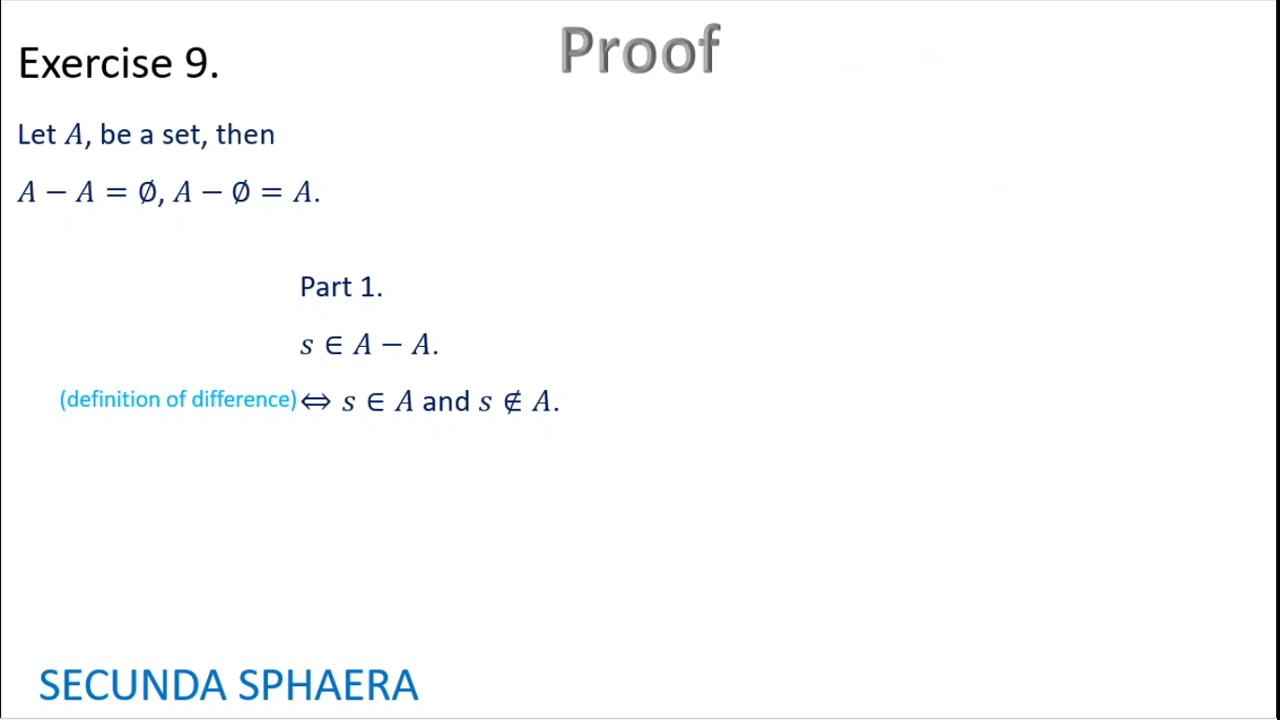 Proof
Exercise 9.
Let A, be a set, then
A − A = ∅, A − ∅ = A.
Part 1.
s ∈ A − A.
(definition of difference) ⇔ s ∈ A and s ∉ A.
SECUNDA SPHAERA